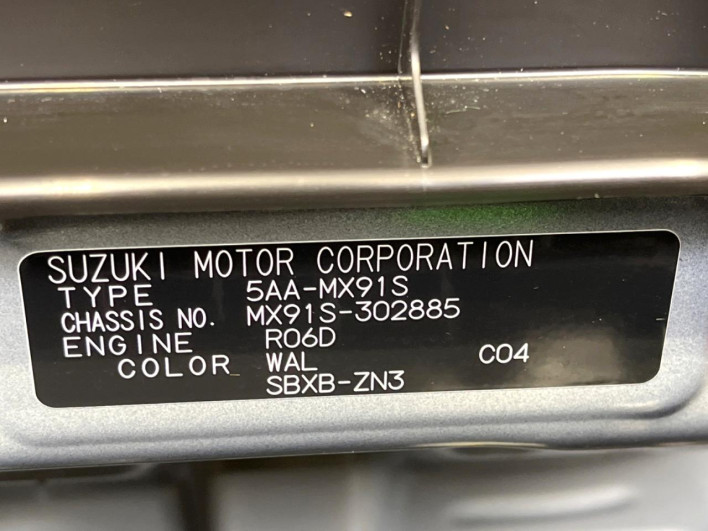 SUZUKI MOTOR CORPORATION
TYPE 5AA-MX91S
CHASSIS NO. MX91S-302885
ENGINE R06D
COLOR WAL C04
SBXB-ZN3